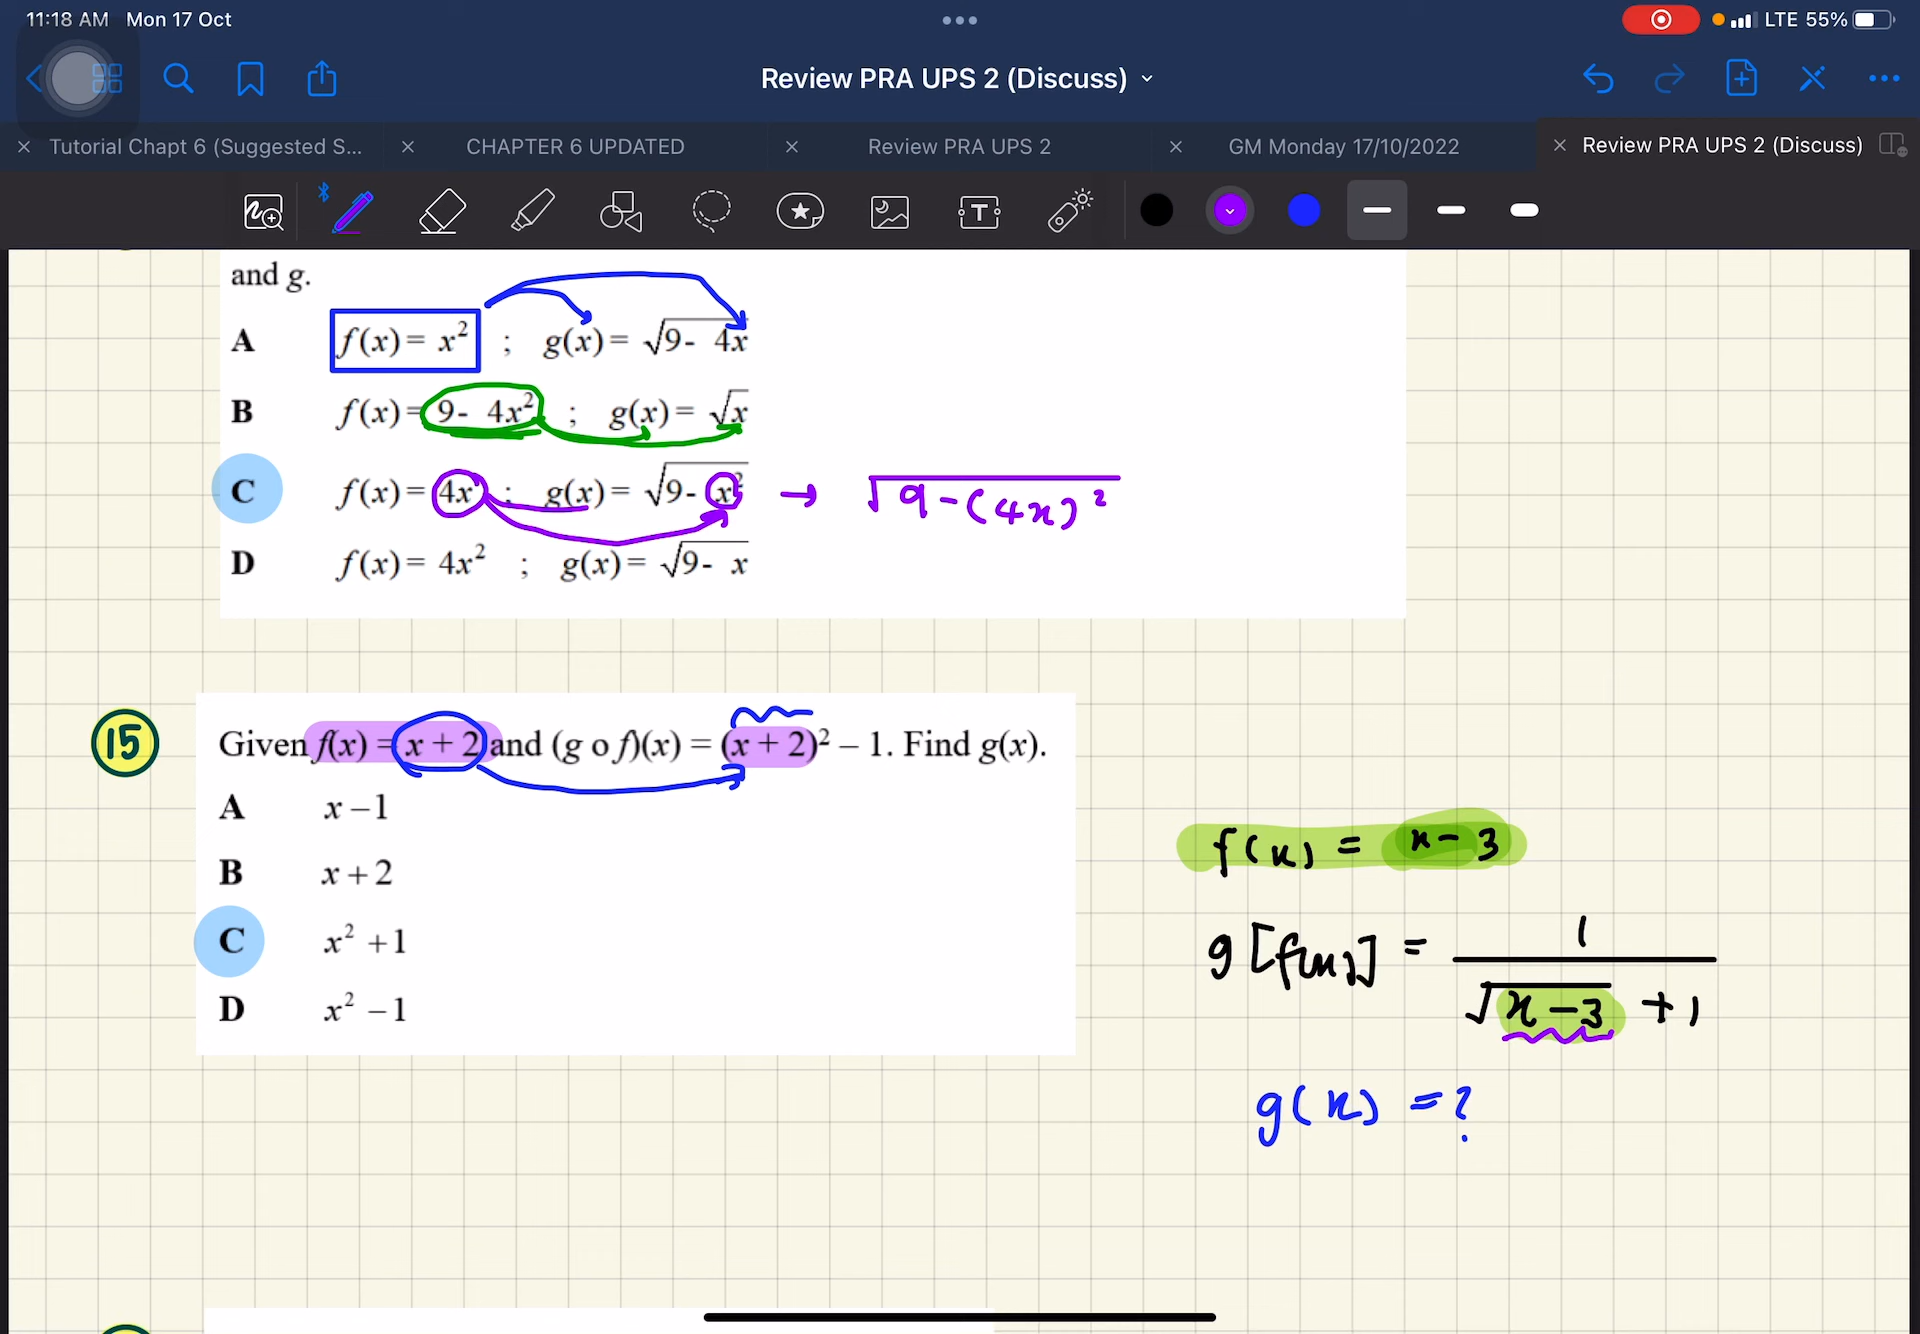 11:18 AM Mon 17 Oct
LTE 55%
Review PRA UPS 2 (Discuss)
Tutorial Chapt 6 (Suggested S...
CHAPTER 6 UPDATED
Review PRA UPS 2
GM Monday 17/10/2022
Review PRA UPS 2 (Discuss)
and g.
A f(x) = x² ; g(x) = √(9- 4x)
B f(x) = 9- 4x² ; g(x) = √x
C f(x) = 4x ; g(x) = √(9- x²) → √(9-(4x)²)
D f(x) = 4x² ; g(x) = √(9- x)
15
Given f(x) = x + 2 and (g o f)(x) = (x + 2)² – 1. Find g(x).
A x – 1
B x + 2
C x² + 1
D x² – 1
f(x) = x - 3
g[f(x)] = 1/(√(x-3) + 1)
g(x) = ?